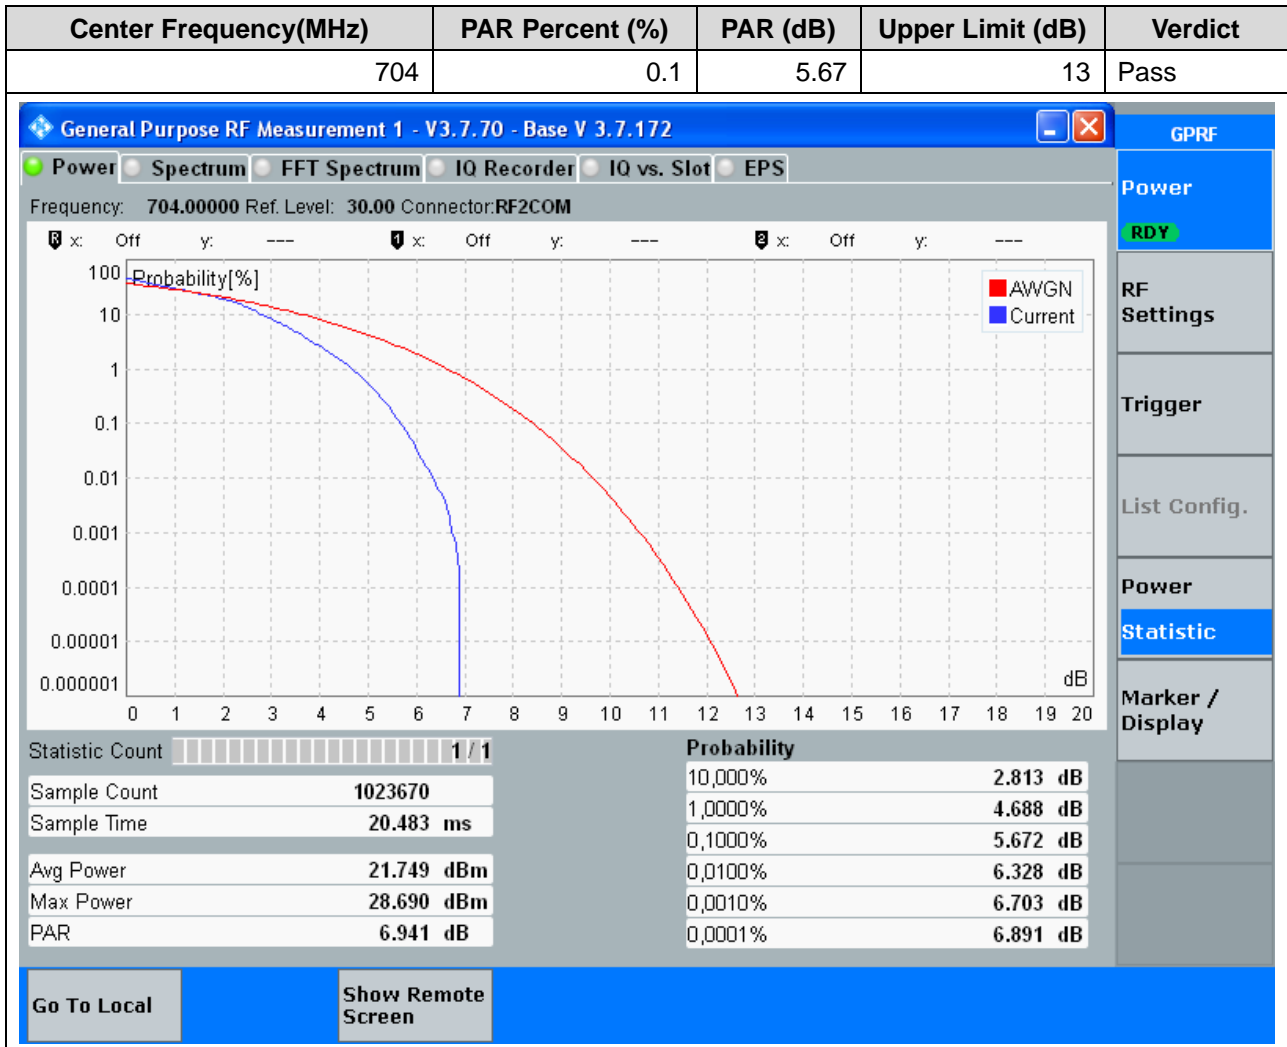 Center Frequency(MHz) PAR Percent (%) PAR (dB) Upper Limit (dB) Verdict
704 0.1 5.67 13 Pass
General Purpose RF Measurement 1 - V3.7.70 - Base V 3.7.172
GPRF
Power Spectrum FFT Spectrum IQ Recorder IQ vs. Slot EPS
Frequency: 704.00000 Ref. Level: 30.00 Connector:RF2COM
R x: Off y: --- 1 x: Off y: --- 2 x: Off y: ---
Probability[%]
AWGN
Current
100
10
1
0.1
0.01
0.001
0.0001
0.00001
0.000001
dB
0 1 2 3 4 5 6 7 8 9 10 11 12 13 14 15 16 17 18 19 20
Statistic Count 1 / 1
Sample Count 1023670
Sample Time 20.483 ms
Avg Power 21.749 dBm
Max Power 28.690 dBm
PAR 6.941 dB
Probability
10,000% 2.813 dB
1,0000% 4.688 dB
0,1000% 5.672 dB
0,0100% 6.328 dB
0,0010% 6.703 dB
0,0001% 6.891 dB
Power
RDY
RF
Settings
Trigger
List Config.
Power
Statistic
Marker /
Display
Go To Local
Show Remote
Screen